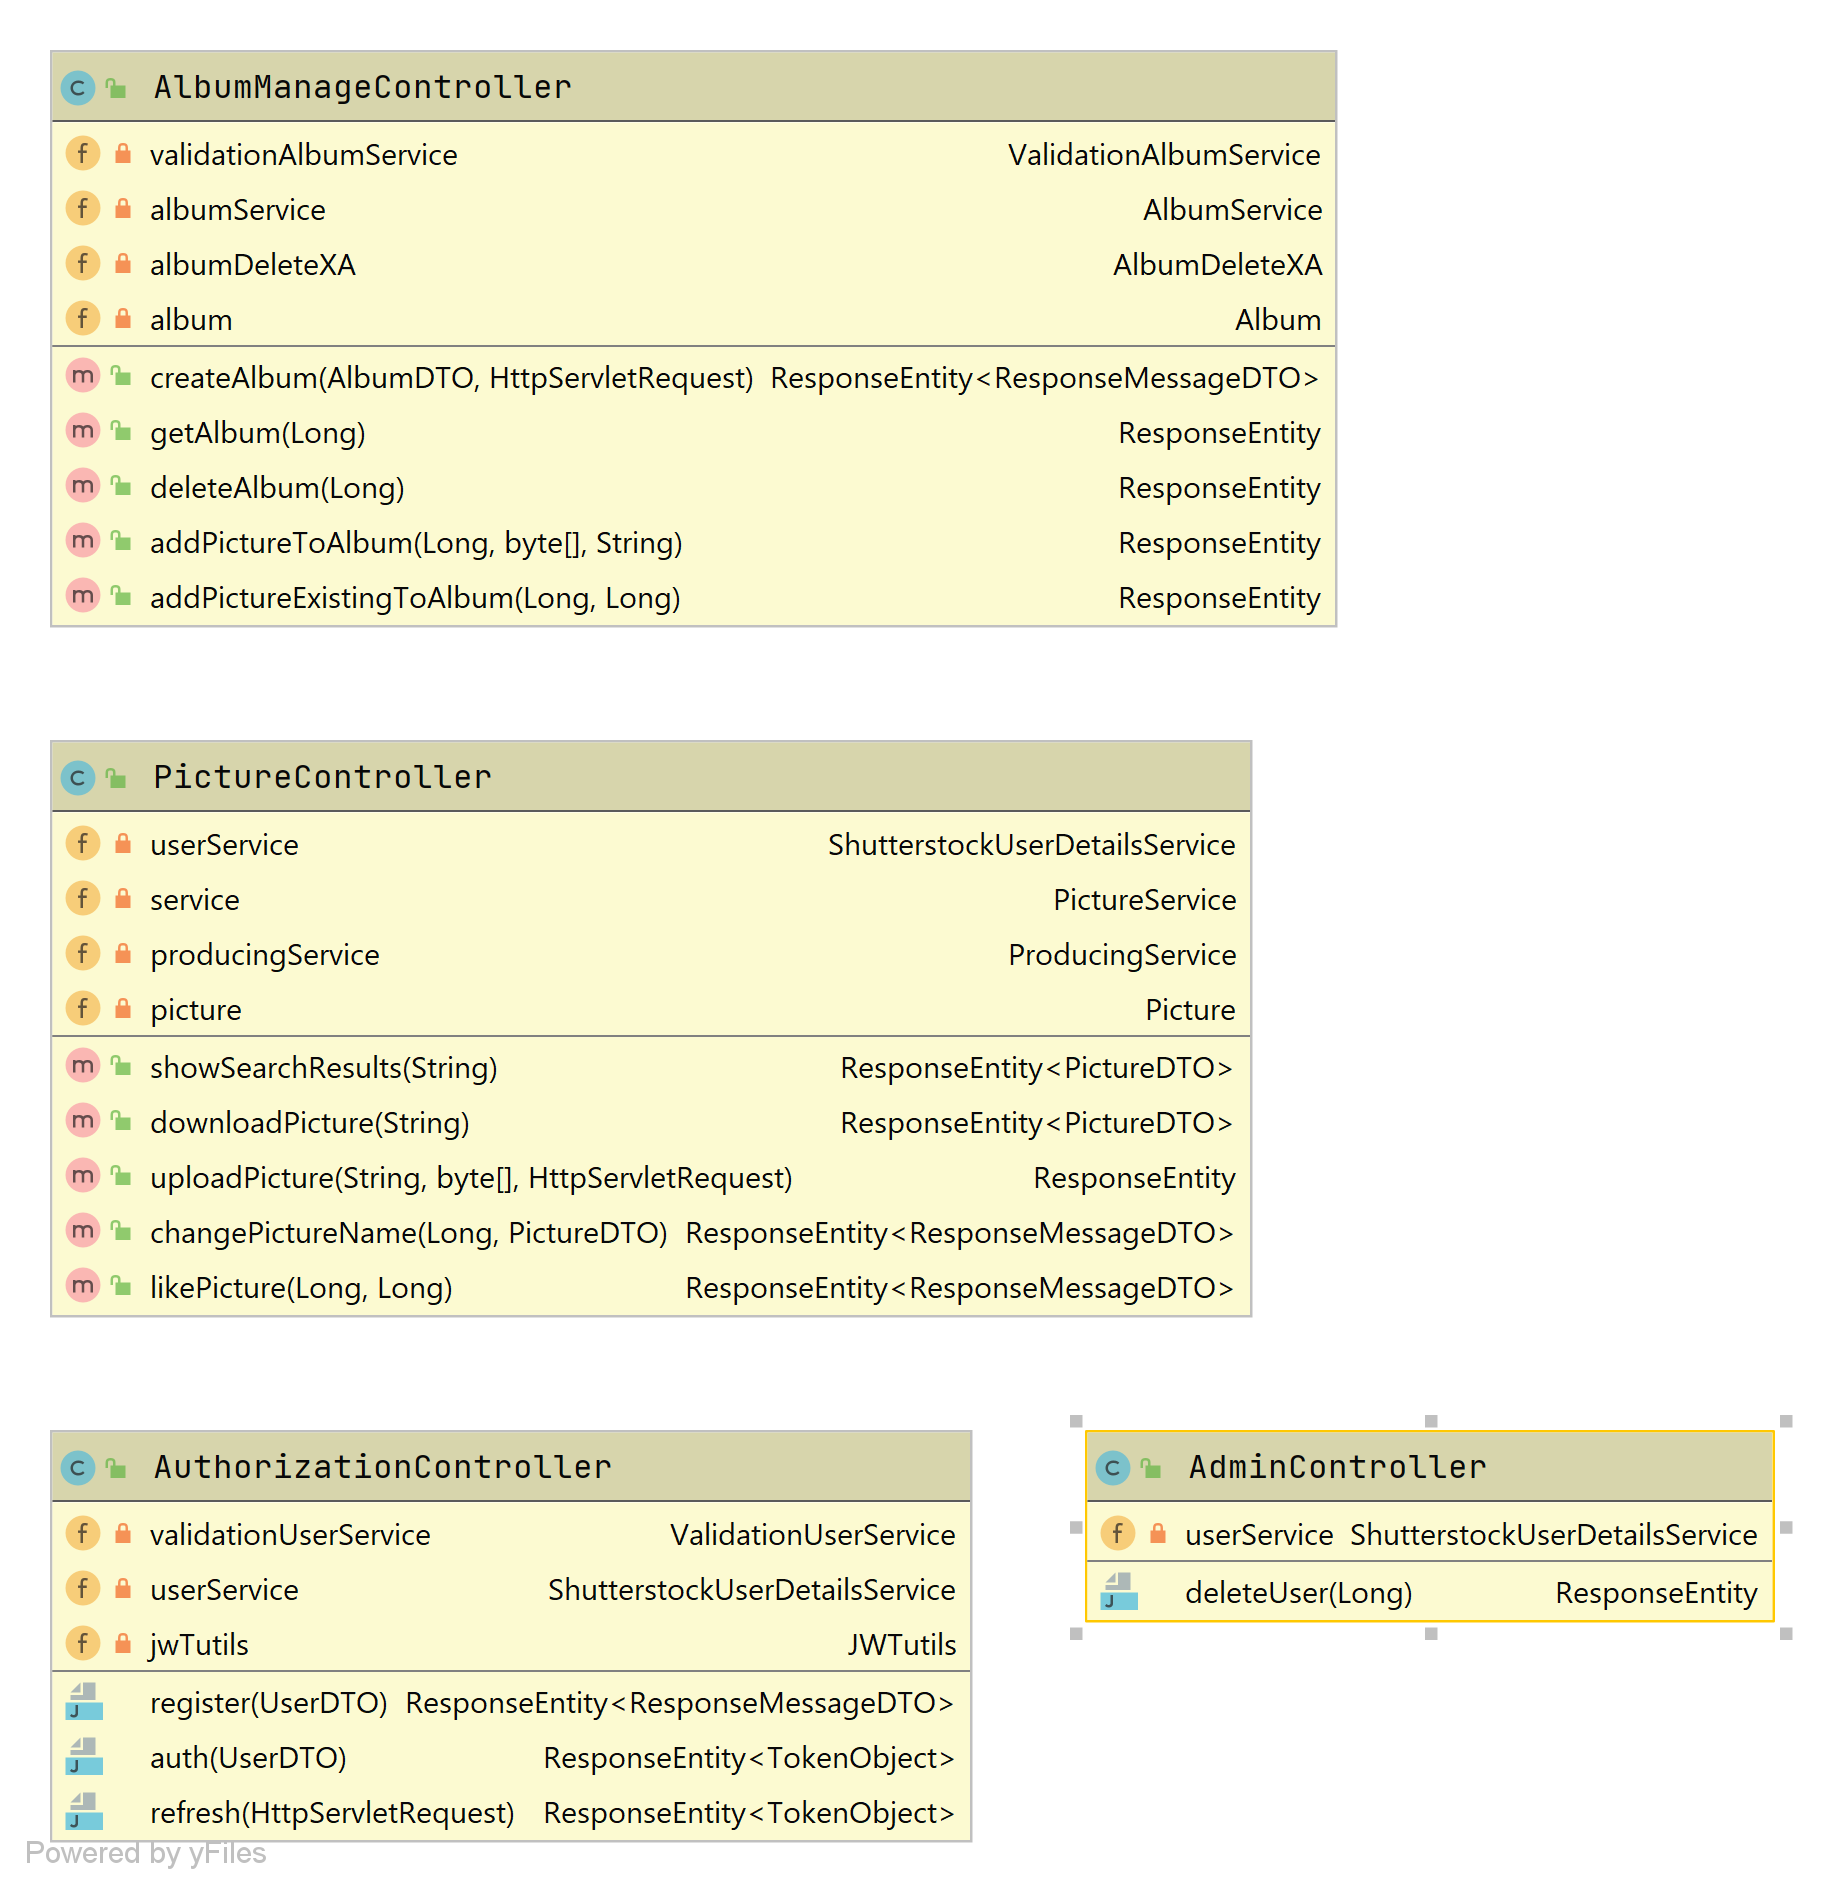 AlbumManageController
validationAlbumService ValidationAlbumService
albumService AlbumService
albumDeleteXA AlbumDeleteXA
album Album
createAlbum(AlbumDTO, HttpServletRequest) ResponseEntity<ResponseMessageDTO>
getAlbum(Long) ResponseEntity
deleteAlbum(Long) ResponseEntity
addPictureToAlbum(Long, byte[], String) ResponseEntity
addPictureExistingToAlbum(Long, Long) ResponseEntity
PictureController
userService ShutterstockUserDetailsService
service PictureService
producingService ProducingService
picture Picture
showSearchResults(String) ResponseEntity<PictureDTO>
downloadPicture(String) ResponseEntity<PictureDTO>
uploadPicture(String, byte[], HttpServletRequest) ResponseEntity
changePictureName(Long, PictureDTO) ResponseEntity<ResponseMessageDTO>
likePicture(Long, Long) ResponseEntity<ResponseMessageDTO>
AuthorizationController
validationUserService ValidationUserService
userService ShutterstockUserDetailsService
jwTutils JWTutils
register(UserDTO) ResponseEntity<ResponseMessageDTO>
auth(UserDTO) ResponseEntity<TokenObject>
refresh(HttpServletRequest) ResponseEntity<TokenObject>
AdminController
userService ShutterstockUserDetailsService
deleteUser(Long) ResponseEntity
Powered by yFiles